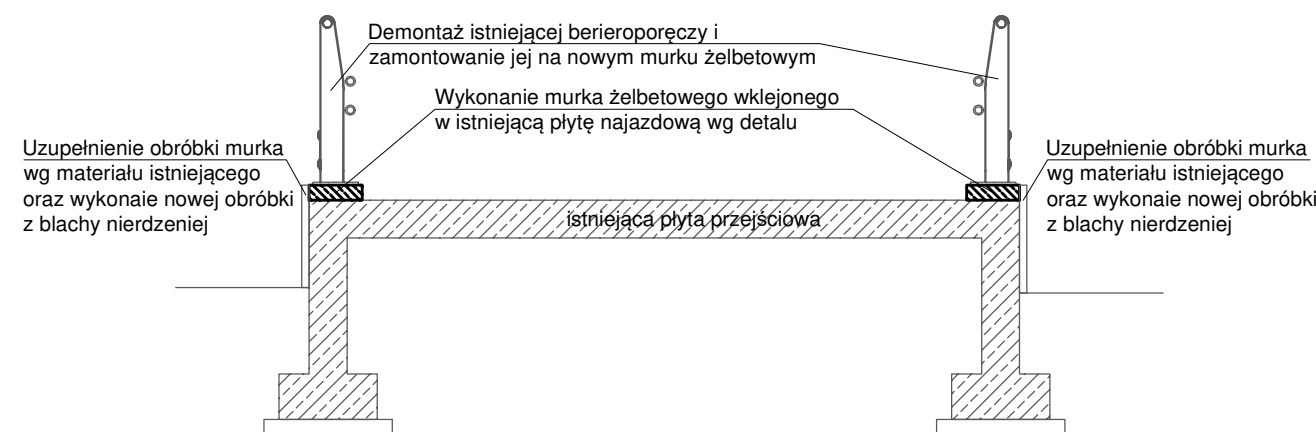 Demontaż istniejącej berieroporęczy i
zamontowanie jej na nowym murku żelbetowym
Wykonanie murka żelbetowego wklejonego
w istniejącą płytę najazdową wg detalu
Uzupełnienie obróbki murka
wg materiału istniejącego
oraz wykonaie nowej obróbki
z blachy nierdzeniej
Uzupełnienie obróbki murka
wg materiału istniejącego
oraz wykonaie nowej obróbki
z blachy nierdzeniej
istniejąca płyta przejściowa